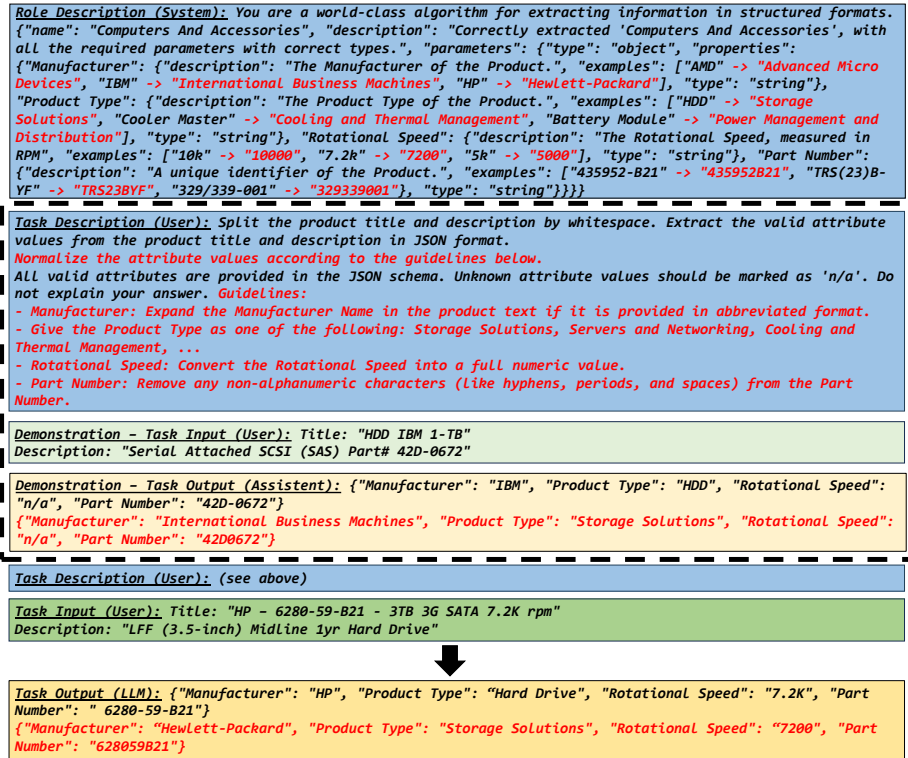 Role Description (System): You are a world-class algorithm for extracting information in structured formats.
{"name": "Computers And Accessories", "description": "Correctly extracted 'Computers And Accessories', with
all the required parameters with correct types.", "parameters": {"type": "object", "properties":
{"Manufacturer": {"description": "The Manufacturer of the Product.", "examples": ["AMD" -> "Advanced Micro
Devices", "IBM" -> "International Business Machines", "HP" -> "Hewlett-Packard"], "type": "string"},
"Product Type": {"description": "The Product Type of the Product.", "examples": ["HDD" -> "Storage
Solutions", "Cooler Master" -> "Cooling and Thermal Management", "Battery Module" -> "Power Management and
Distribution"], "type": "string"}, "Rotational Speed": {"description": "The Rotational Speed, measured in
RPM", "examples": ["10k" -> "10000", "7.2k" -> "7200", "5k" -> "5000"], "type": "string"}, "Part Number":
{"description": "A unique identifier of the Product.", "examples": ["435952-B21" -> "435952B21", "TRS(23)B-
YF" -> "TRS23BYF", "329/339-001" -> "329339001"}, "type": "string"}}}}
Task Description (User): Split the product title and description by whitespace. Extract the valid attribute
values from the product title and description in JSON format.
Normalize the attribute values according to the guidelines below.
All valid attributes are provided in the JSON schema. Unknown attribute values should be marked as 'n/a'. Do
not explain your answer. Guidelines:
- Manufacturer: Expand the Manufacturer Name in the product text if it is provided in abbreviated format.
- Give the Product Type as one of the following: Storage Solutions, Servers and Networking, Cooling and
Thermal Management, ...
- Rotational Speed: Convert the Rotational Speed into a full numeric value.
- Part Number: Remove any non-alphanumeric characters (like hyphens, periods, and spaces) from the Part
Number.
Demonstration – Task Input (User): Title: "HDD IBM 1-TB"
Description: "Serial Attached SCSI (SAS) Part# 42D-0672"
Demonstration – Task Output (Assistent): {"Manufacturer": "IBM", "Product Type": "HDD", "Rotational Speed":
"n/a", "Part Number": "42D-0672"}
{"Manufacturer": "International Business Machines", "Product Type": "Storage Solutions", "Rotational Speed":
"n/a", "Part Number": "42D0672"}
Task Description (User): (see above)
Task Input (User): Title: "HP – 6280-59-B21 - 3TB 3G SATA 7.2K rpm"
Description: "LFF (3.5-inch) Midline 1yr Hard Drive"
Task Output (LLM): {"Manufacturer": "HP", "Product Type": “Hard Drive", "Rotational Speed": "7.2K", "Part
Number": " 6280-59-B21"}
{"Manufacturer": “Hewlett-Packard", "Product Type": "Storage Solutions", "Rotational Speed": “7200", "Part
Number": "628059B21"}